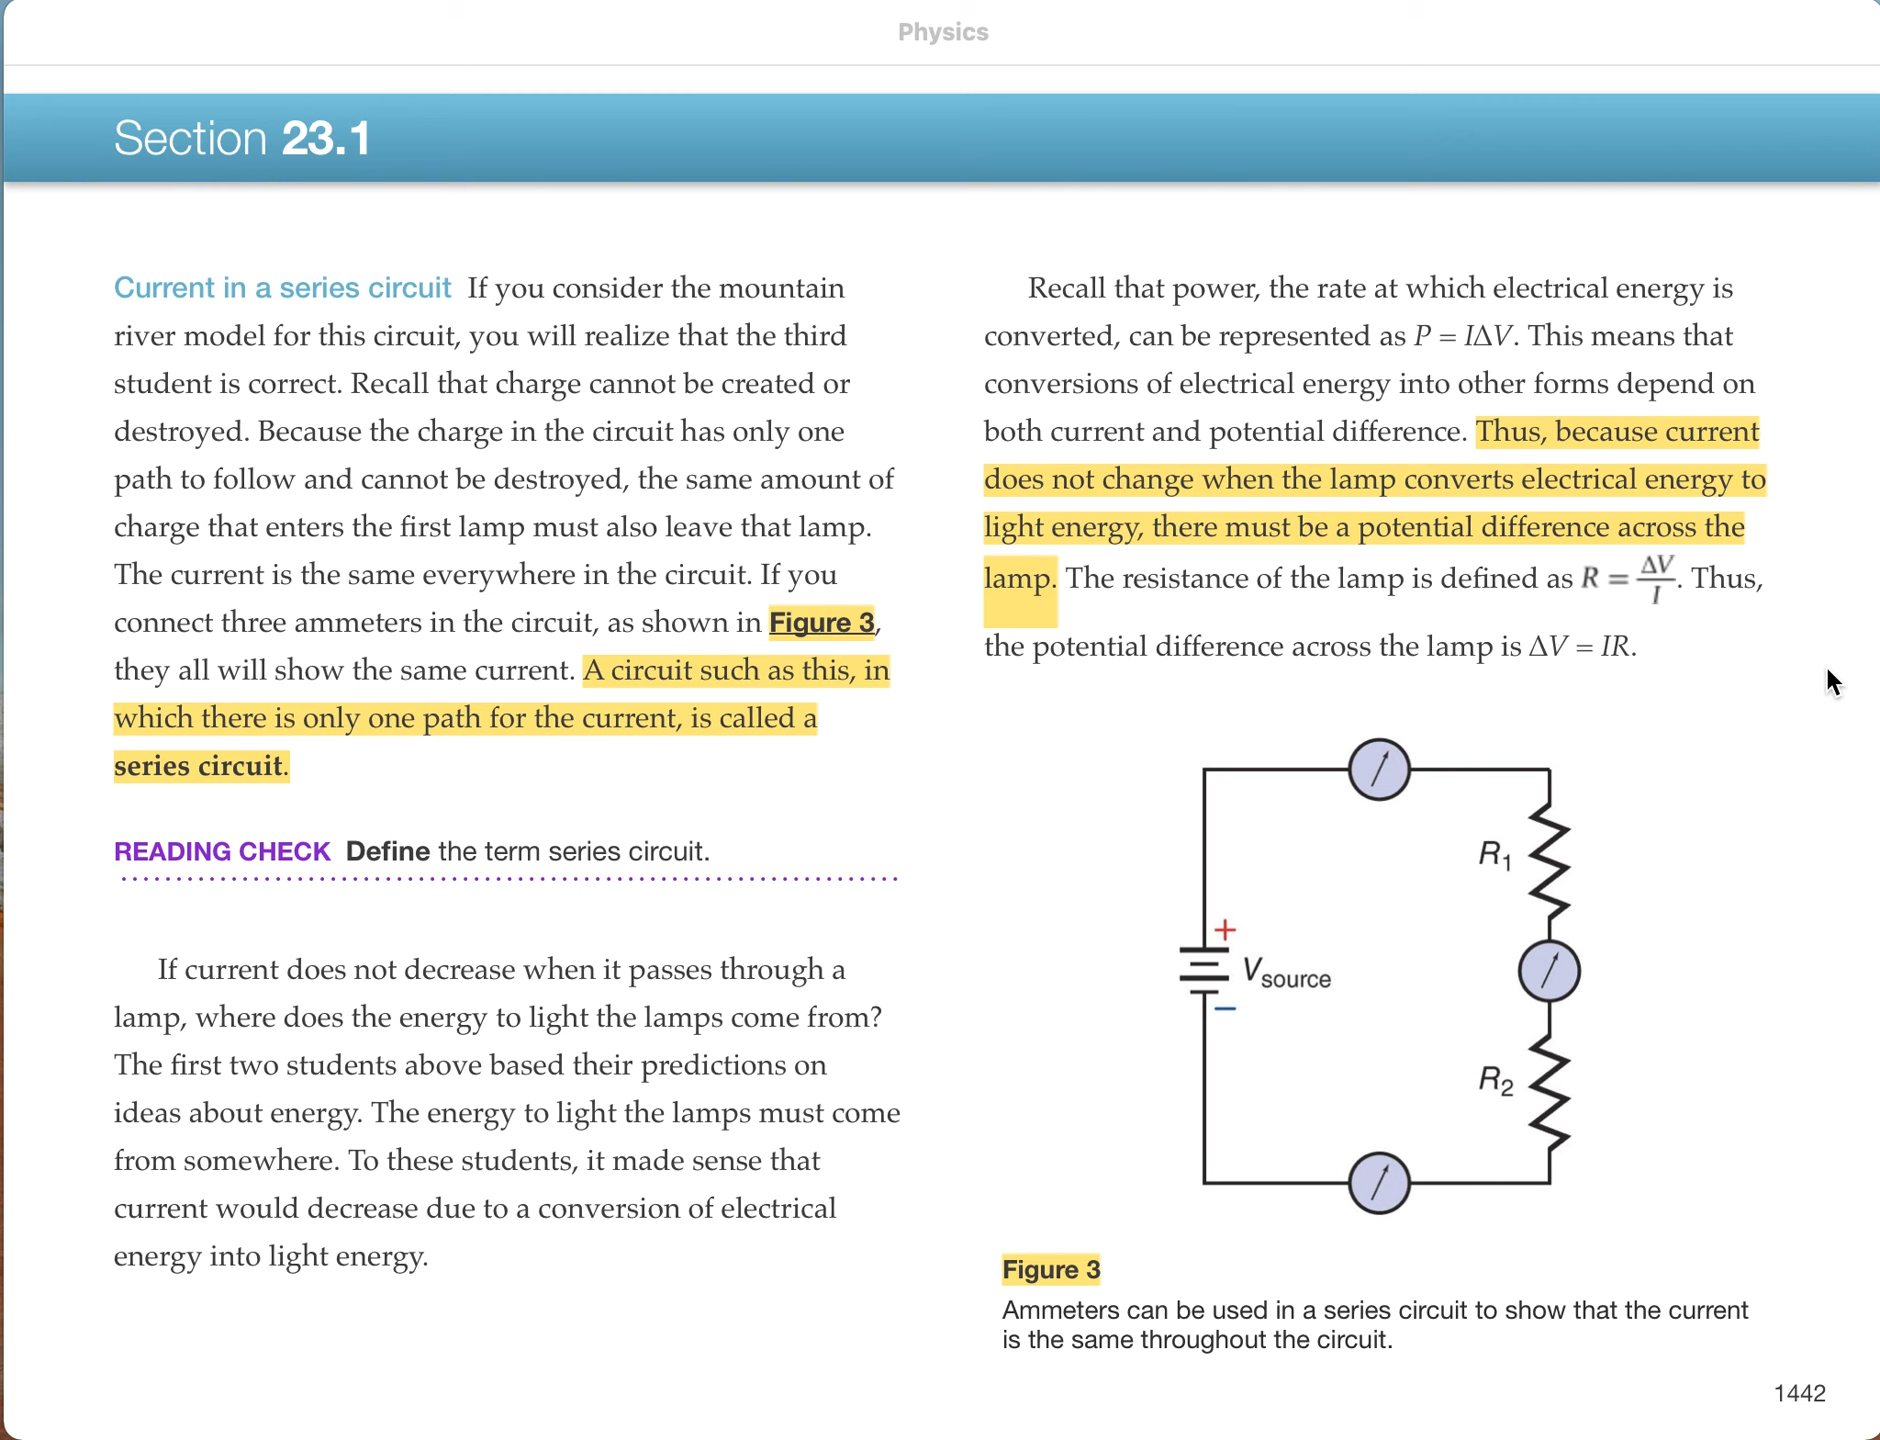 Physics
Section 23.1
Current in a series circuit If you consider the mountain
river model for this circuit, you will realize that the third
student is correct. Recall that charge cannot be created or
destroyed. Because the charge in the circuit has only one
path to follow and cannot be destroyed, the same amount of
charge that enters the first lamp must also leave that lamp.
The current is the same everywhere in the circuit. If you
connect three ammeters in the circuit, as shown in Figure 3,
they all will show the same current. A circuit such as this, in
which there is only one path for the current, is called a
series circuit.
READING CHECK Define the term series circuit.
If current does not decrease when it passes through a
lamp, where does the energy to light the lamps come from?
The first two students above based their predictions on
ideas about energy. The energy to light the lamps must come
from somewhere. To these students, it made sense that
current would decrease due to a conversion of electrical
energy into light energy.
Recall that power, the rate at which electrical energy is
converted, can be represented as P = IΔV. This means that
conversions of electrical energy into other forms depend on
both current and potential difference. Thus, because current
does not change when the lamp converts electrical energy to
light energy, there must be a potential difference across the
lamp. The resistance of the lamp is defined as R = ΔV/I. Thus,
the potential difference across the lamp is ΔV = IR.
R1
+
Vsource
−
R2
Figure 3
Ammeters can be used in a series circuit to show that the current
is the same throughout the circuit.
1442